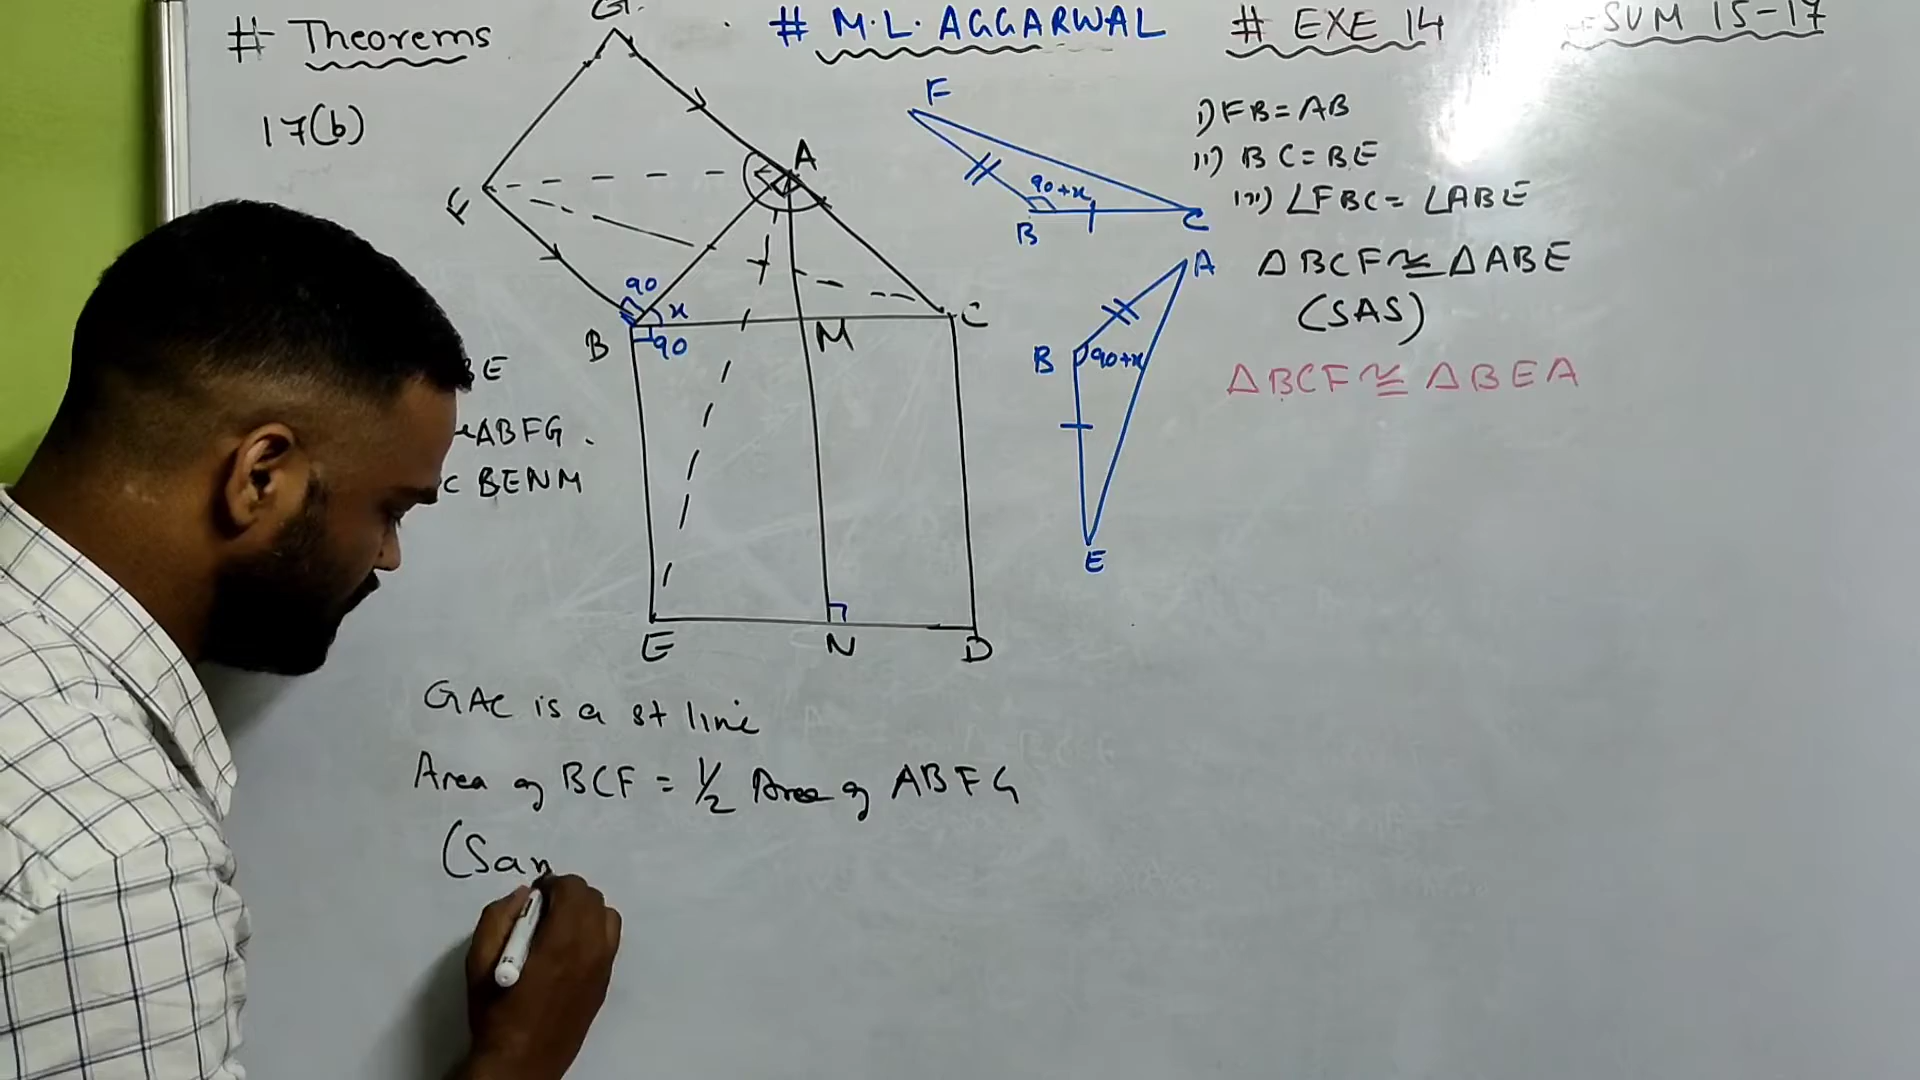 # Theorems
# M.L. AGGARWAL
# EXE 14
SUM 15-17
17(b)
G
A
F
90
x
B
90
M
C
E
N
D
BE
ABFG .
BENM
F
90+x
B
C
A
B
90+x
E
i) FB=AB
ii) BC=BE
iii) ∠FBC= ∠ABE
△BCF≅△ABE
(SAS)
△BCF≅△BEA
GAC is a st line
Area of BCF = 1/2 Area of ABFG
(Sam